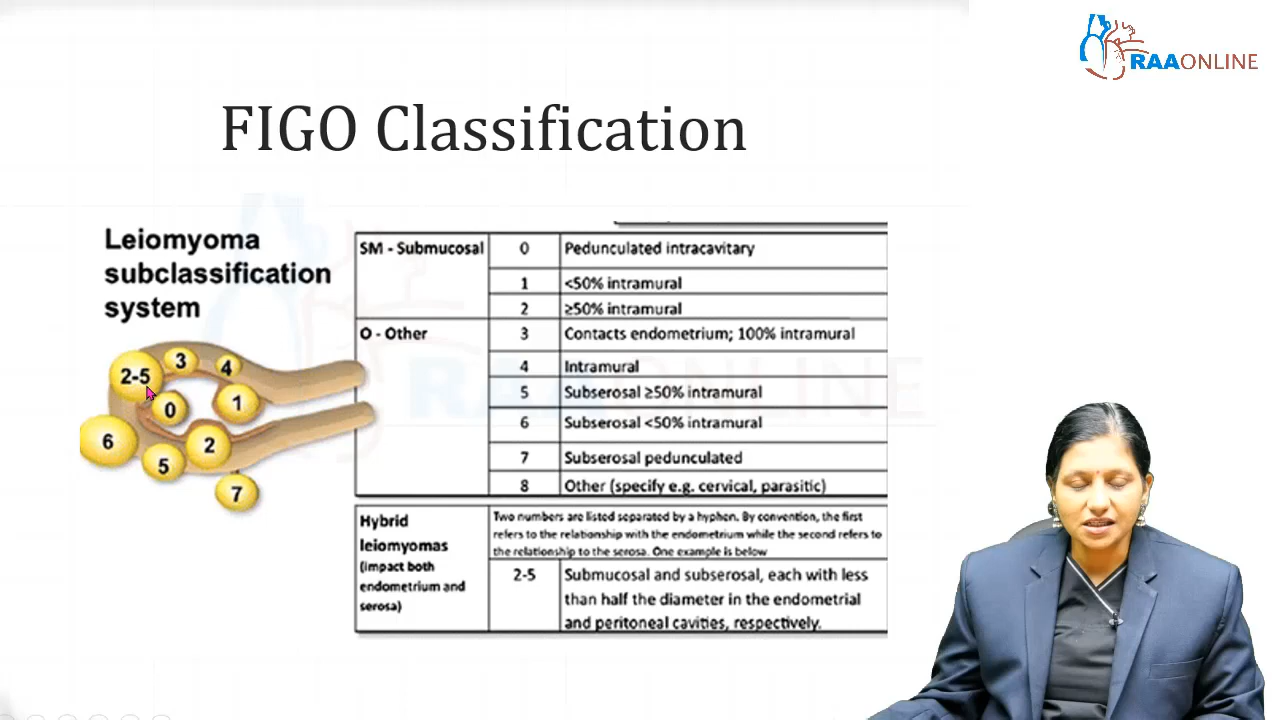 RAAONLINE
FIGO Classification
Leiomyoma
subclassification
system
3
4
2-5
0
1
6
2
5
7
SM - Submucosal 0 Pedunculated intracavitary
1 <50% intramural
2 ≥50% intramural
O - Other 3 Contacts endometrium; 100% intramural
4 Intramural
5 Subserosal ≥50% intramural
6 Subserosal <50% intramural
7 Subserosal pedunculated
8 Other (specify e.g. cervical, parasitic)
Hybrid
leiomyomas
(impact both
endometrium and
serosa)
Two numbers are listed separated by a hyphen. By convention, the first
refers to the relationship with the endometrium while the second refers to
the relationship to the serosa. One example is below
2-5 Submucosal and subserosal, each with less
than half the diameter in the endometrial
and peritoneal cavities, respectively.
RAAONLINE